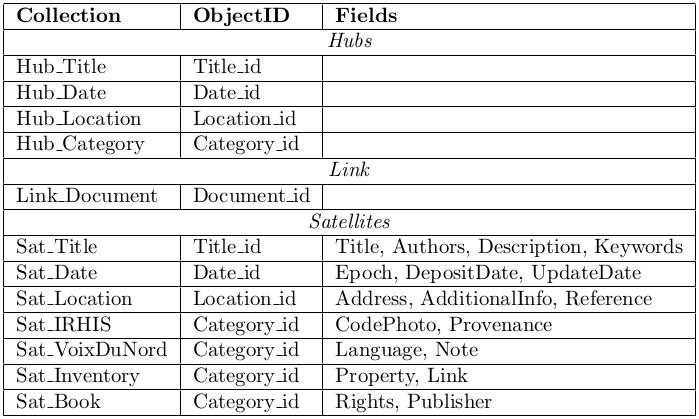 Collection ObjectID Fields
Hubs
Hub_Title Title_id
Hub_Date Date_id
Hub_Location Location_id
Hub_Category Category_id
Link
Link_Document Document_id
Satellites
Sat_Title Title_id Title, Authors, Description, Keywords
Sat_Date Date_id Epoch, DepositDate, UpdateDate
Sat_Location Location_id Address, AdditionalInfo, Reference
Sat_IRHIS Category_id CodePhoto, Provenance
Sat_VoixDuNord Category_id Language, Note
Sat_Inventory Category_id Property, Link
Sat_Book Category_id Rights, Publisher